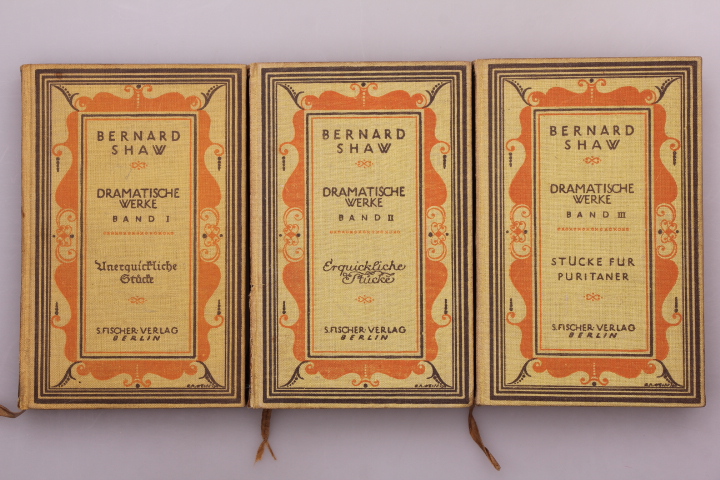 BERNARD
SHAW
DRAMATISCHE
WERKE
BAND I
Unerquickliche
Stücke
S. FISCHER · VERLAG
BERLIN
BERNARD
SHAW
DRAMATISCHE
WERKE
BAND II
Erquickliche
Stücke
S. FISCHER · VERLAG
BERLIN
BERNARD
SHAW
DRAMATISCHE
WERKE
BAND III
STÜCKE FÜR
PURITANER
S. FISCHER · VERLAG
BERLIN